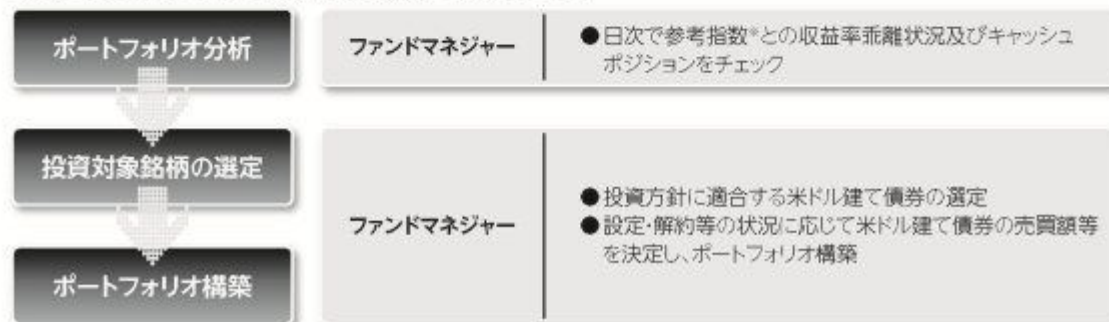 ポートフォリオ分析
ファンドマネジャー
●日次で参考指数*との収益率乖離状況及びキャッシュ
ポジションをチェック
投資対象銘柄の選定
ポートフォリオ構築
ファンドマネジャー
●投資方針に適合する米ドル建て債券の選定
●設定・解約等の状況に応じて米ドル建て債券の売買額等
を決定し、ポートフォリオ構築